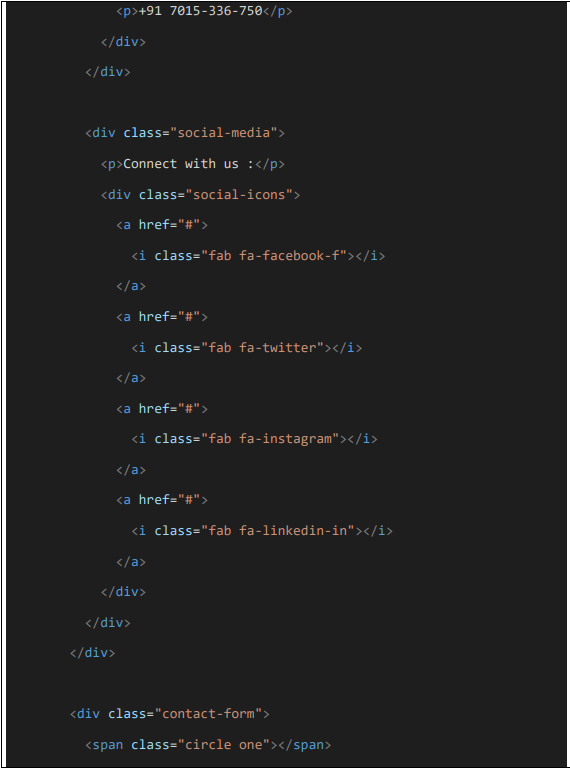 <p>+91 7015-336-750</p>
</div>
</div>
<div class="social-media">
<p>Connect with us :</p>
<div class="social-icons">
<a href="#">
<i class="fab fa-facebook-f"></i>
</a>
<a href="#">
<i class="fab fa-twitter"></i>
</a>
<a href="#">
<i class="fab fa-instagram"></i>
</a>
<a href="#">
<i class="fab fa-linkedin-in"></i>
</a>
</div>
</div>
</div>
<div class="contact-form">
<span class="circle one"></span>